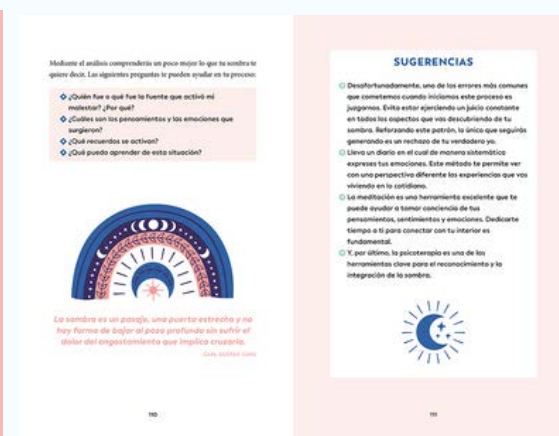 Mediante el análisis comprenderás un poco mejor lo que tu sombra te
quiere decir. Las siguientes preguntas te pueden ayudar en tu proceso:
¿Quién fue o qué fue la fuente que activó mi
malestar? ¿Por qué?
¿Cuáles son los pensamientos y las emociones que
surgieron?
¿Qué recuerdos se activan?
¿Qué puedo aprender de esta situación?
La sombra es un pasaje, una puerta estrecha y no
hay forma de bajar al pozo profundo sin sufrir el
dolor del angostamiento que implica cruzarla.
CARL GUSTAV JUNG
110
SUGERENCIAS
Desafortunadamente, uno de los errores más comunes
que cometemos cuando iniciamos este proceso es
juzgarnos. Evita estar ejerciendo un juicio constante
en todos los aspectos que vas descubriendo de tu
sombra. Reforzando este patrón, lo único que seguirás
generando es un rechazo de tu verdadero yo.
Lleva un diario en el cual de manera sistemática
expreses tus emociones. Este método te permite ver
con una perspectiva diferente las experiencias que vas
viviendo en lo cotidiano.
La meditación es una herramienta excelente que te
puede ayudar a tomar conciencia de tus
pensamientos, sentimientos y emociones. Dedicarte
tiempo a ti para conectar con tu interior es
fundamental.
Y, por último, la psicoterapia es una de las
herramientas clave para el reconocimiento y la
integración de la sombra.
111